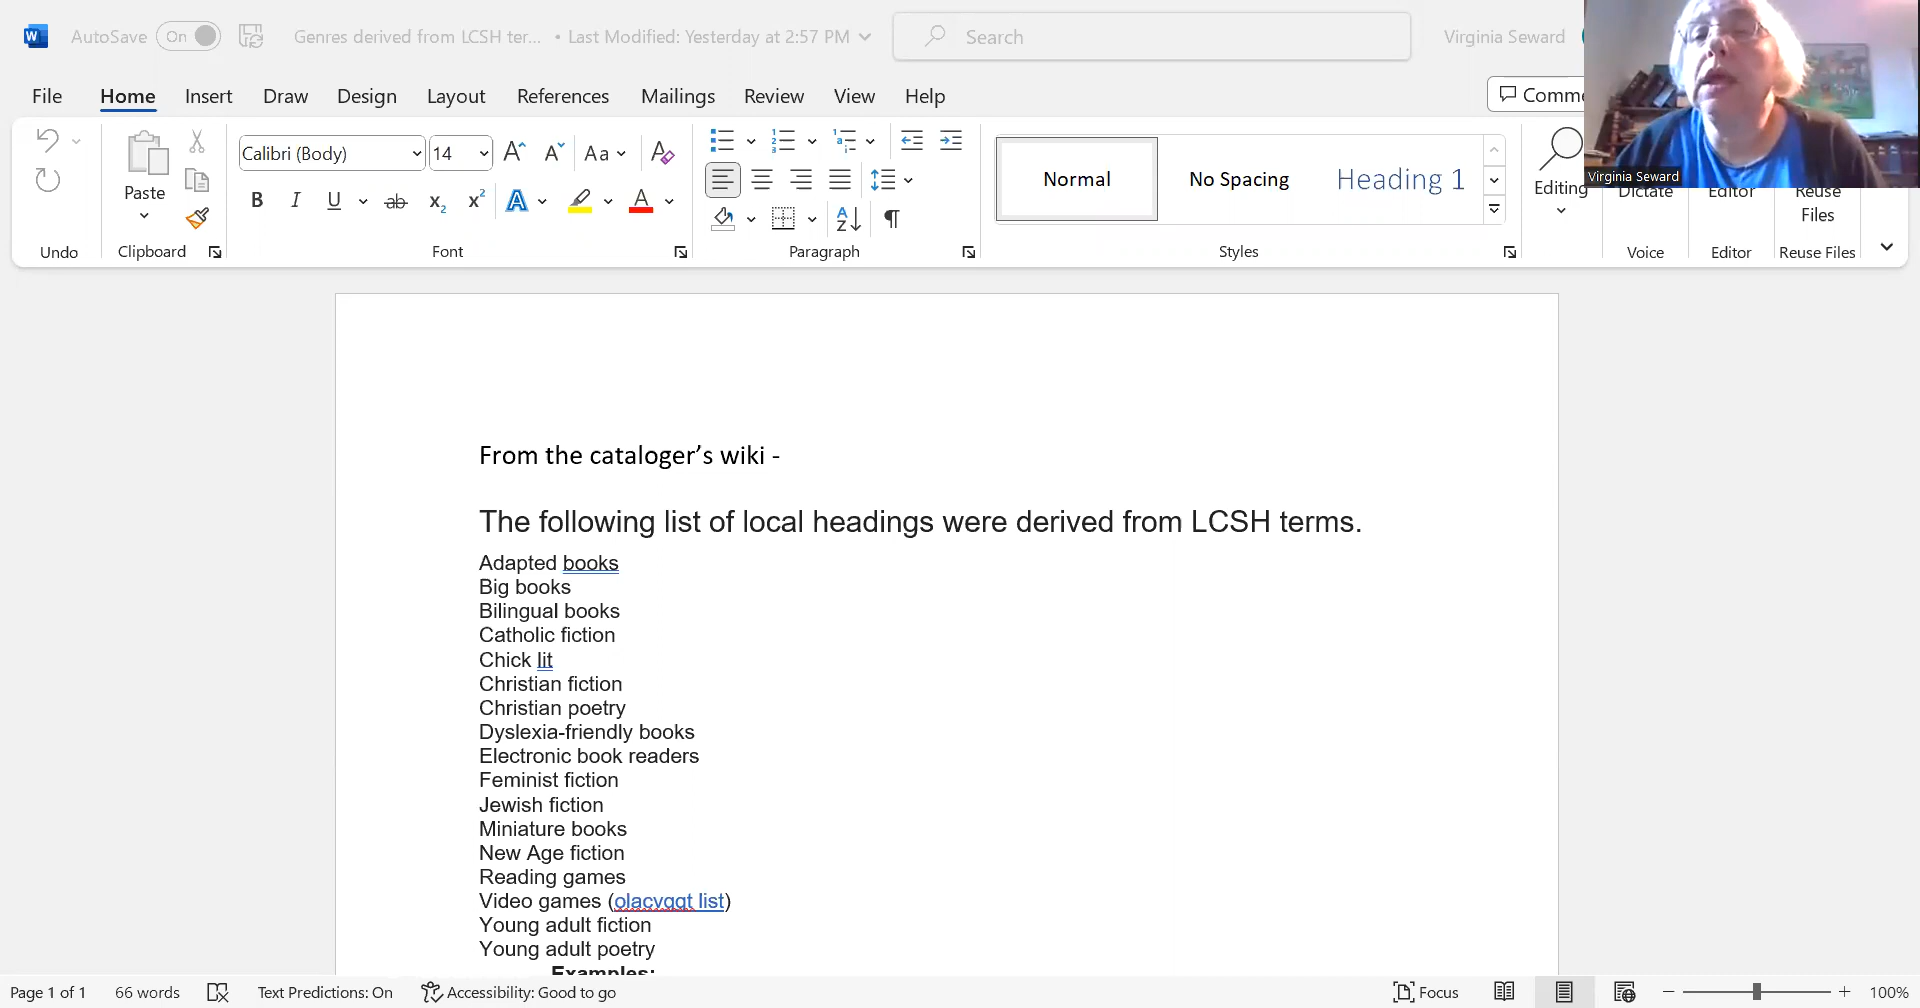 AutoSave On Genres derived from LCSH ter... • Last Modified: Yesterday at 2:57 PM Search Virginia Seward
File Home Insert Draw Design Layout References Mailings Review View Help
Virginia Seward
Calibri (Body) 14 Aa
Paste
B I U ab x₂ x² A A
Normal No Spacing Heading 1
Editing Dictate Editor Reuse
Files
Undo Clipboard Font Paragraph Styles Voice Editor Reuse Files
From the cataloger’s wiki -
The following list of local headings were derived from LCSH terms.
Adapted books
Big books
Bilingual books
Catholic fiction
Chick lit
Christian fiction
Christian poetry
Dyslexia-friendly books
Electronic book readers
Feminist fiction
Jewish fiction
Miniature books
New Age fiction
Reading games
Video games (olacvggt list)
Young adult fiction
Young adult poetry
Examples:
Page 1 of 1 66 words Text Predictions: On Accessibility: Good to go Focus 100%